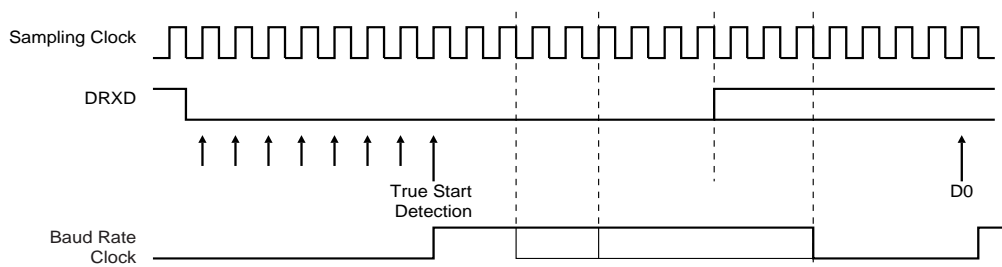 Sampling Clock
DRXD
True Start
Detection
D0
Baud Rate
Clock